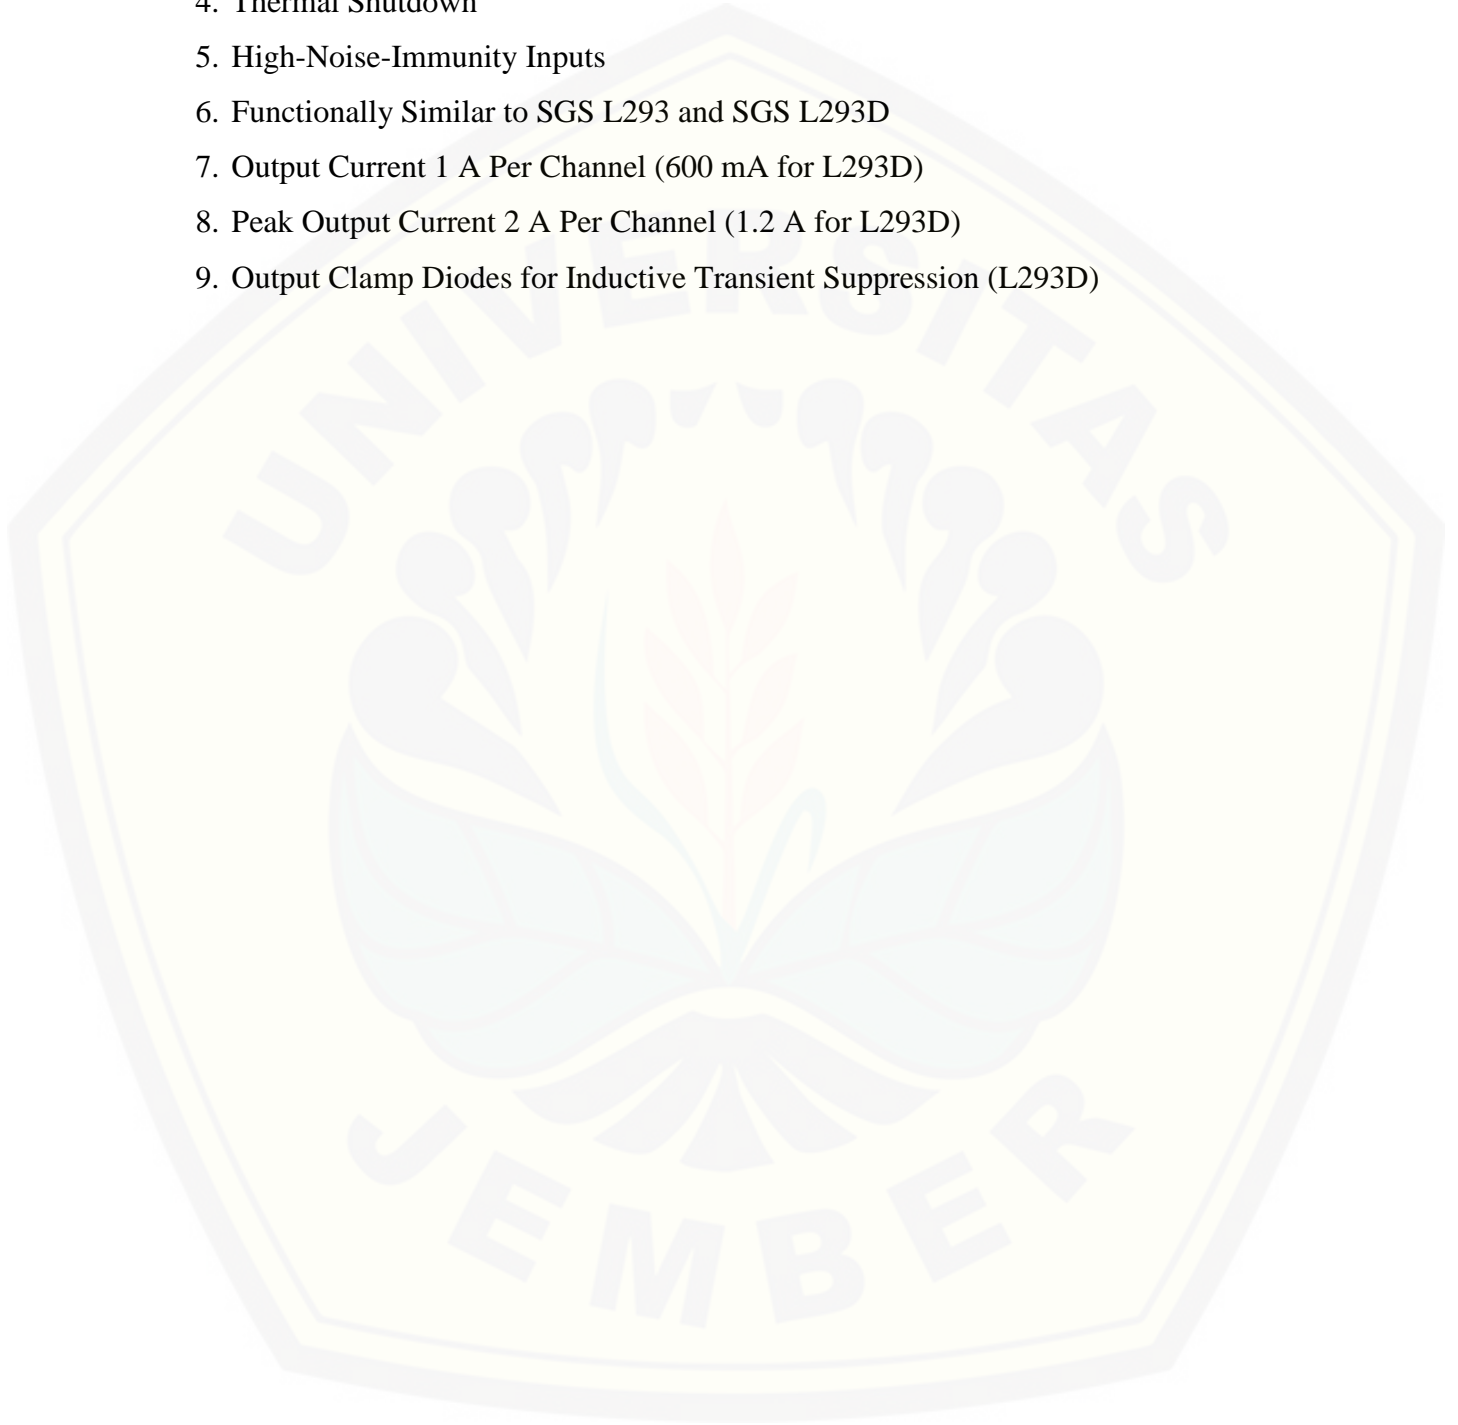 4. Thermal Shutdown
5. High-Noise-Immunity Inputs
6. Functionally Similar to SGS L293 and SGS L293D
7. Output Current 1 A Per Channel (600 mA for L293D)
8. Peak Output Current 2 A Per Channel (1.2 A for L293D)
9. Output Clamp Diodes for Inductive Transient Suppression (L293D)
UNIVERSITAS
JEMBER